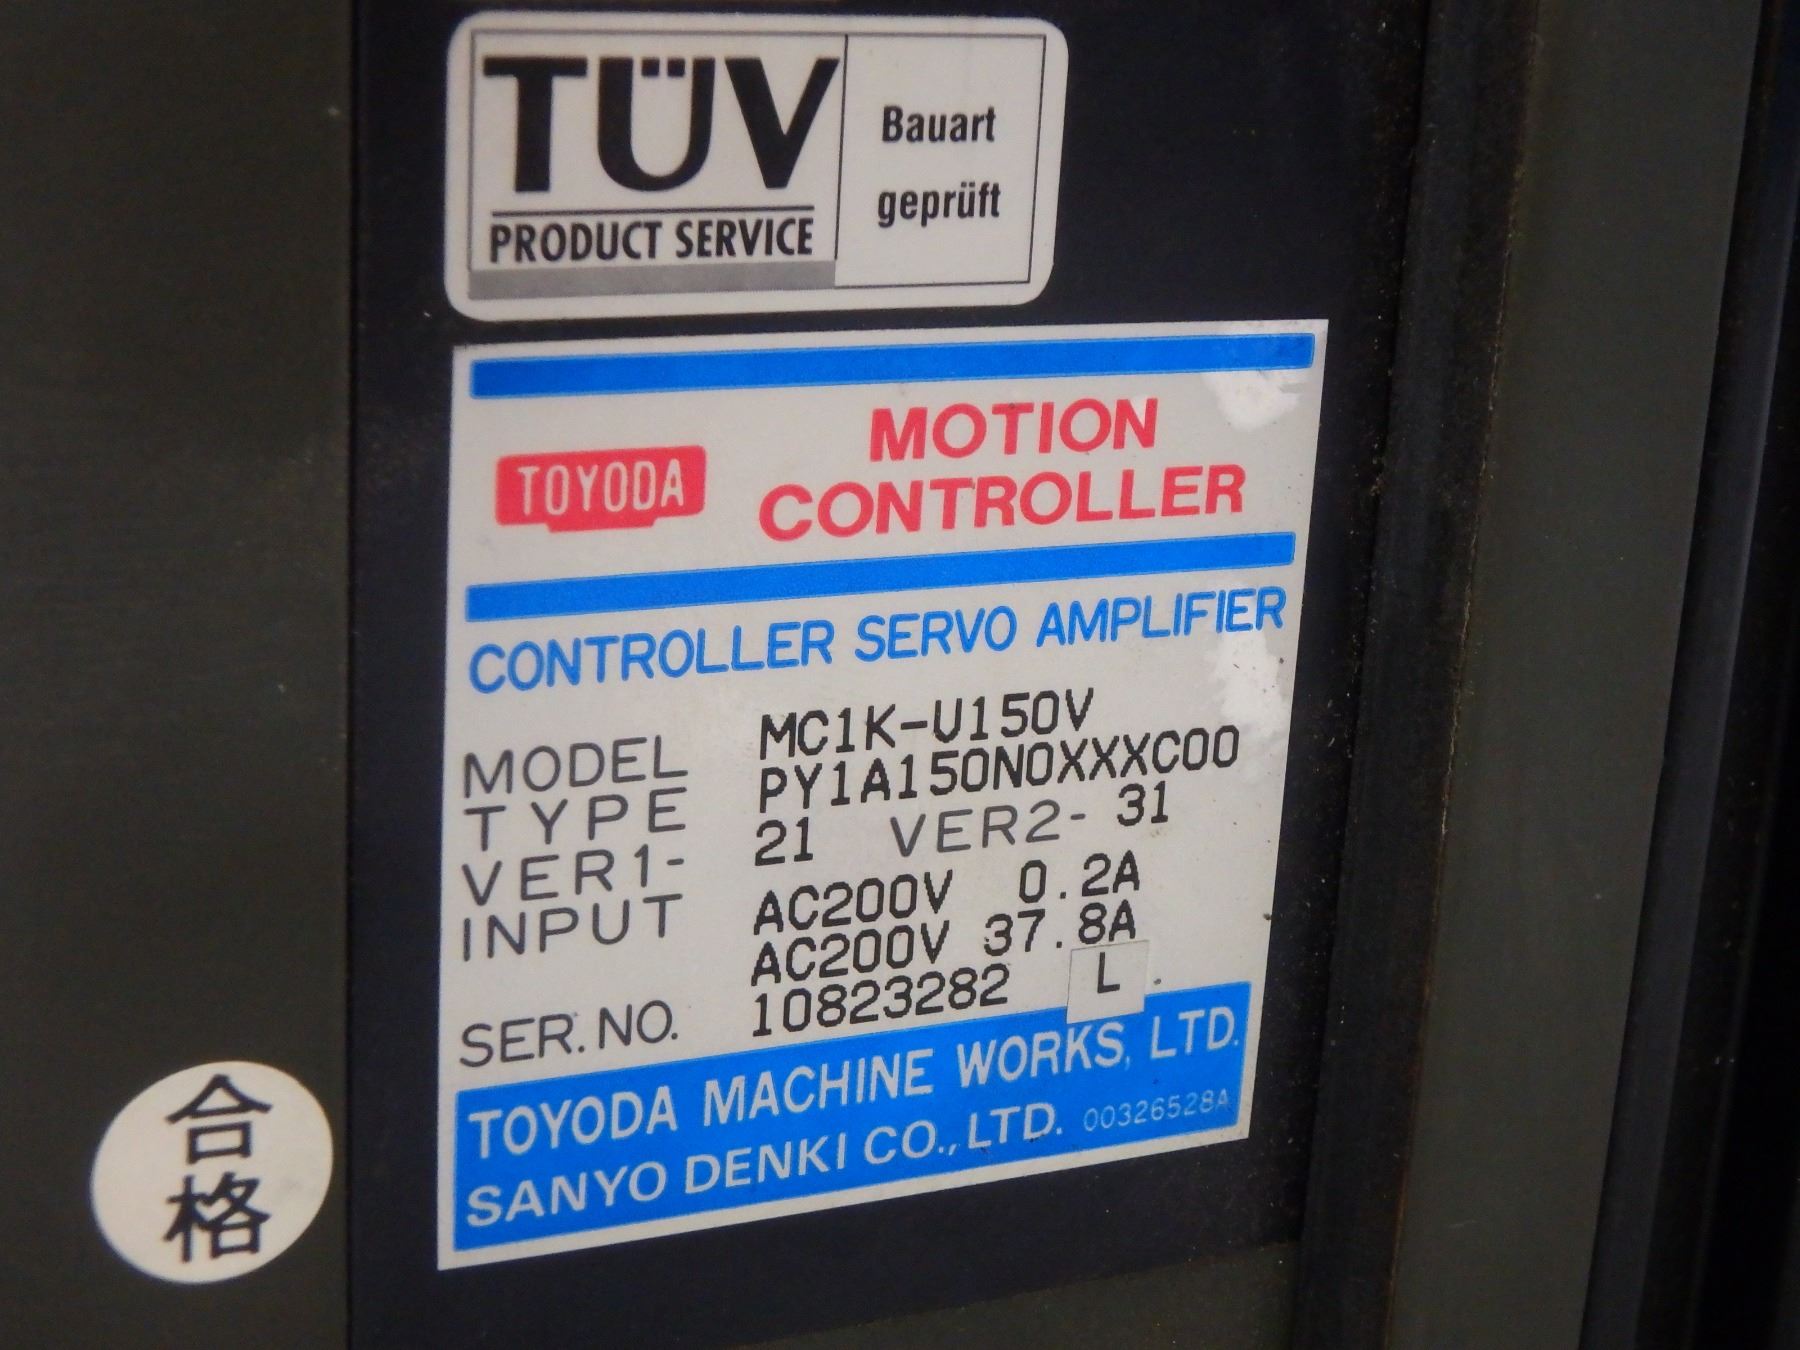 TÜV
PRODUCT SERVICE
Bauart
geprüft
TOYODA
MOTION
CONTROLLER
CONTROLLER SERVO AMPLIFIER
MODEL MC1K-U150V
TYPE PY1A150N0XXXC00
VER1- 21 VER2- 31
INPUT AC200V 0.2A
AC200V 37.8A
SER. NO. 10823282 L
TOYODA MACHINE WORKS, LTD.
SANYO DENKI CO., LTD. 00326528A
合
格